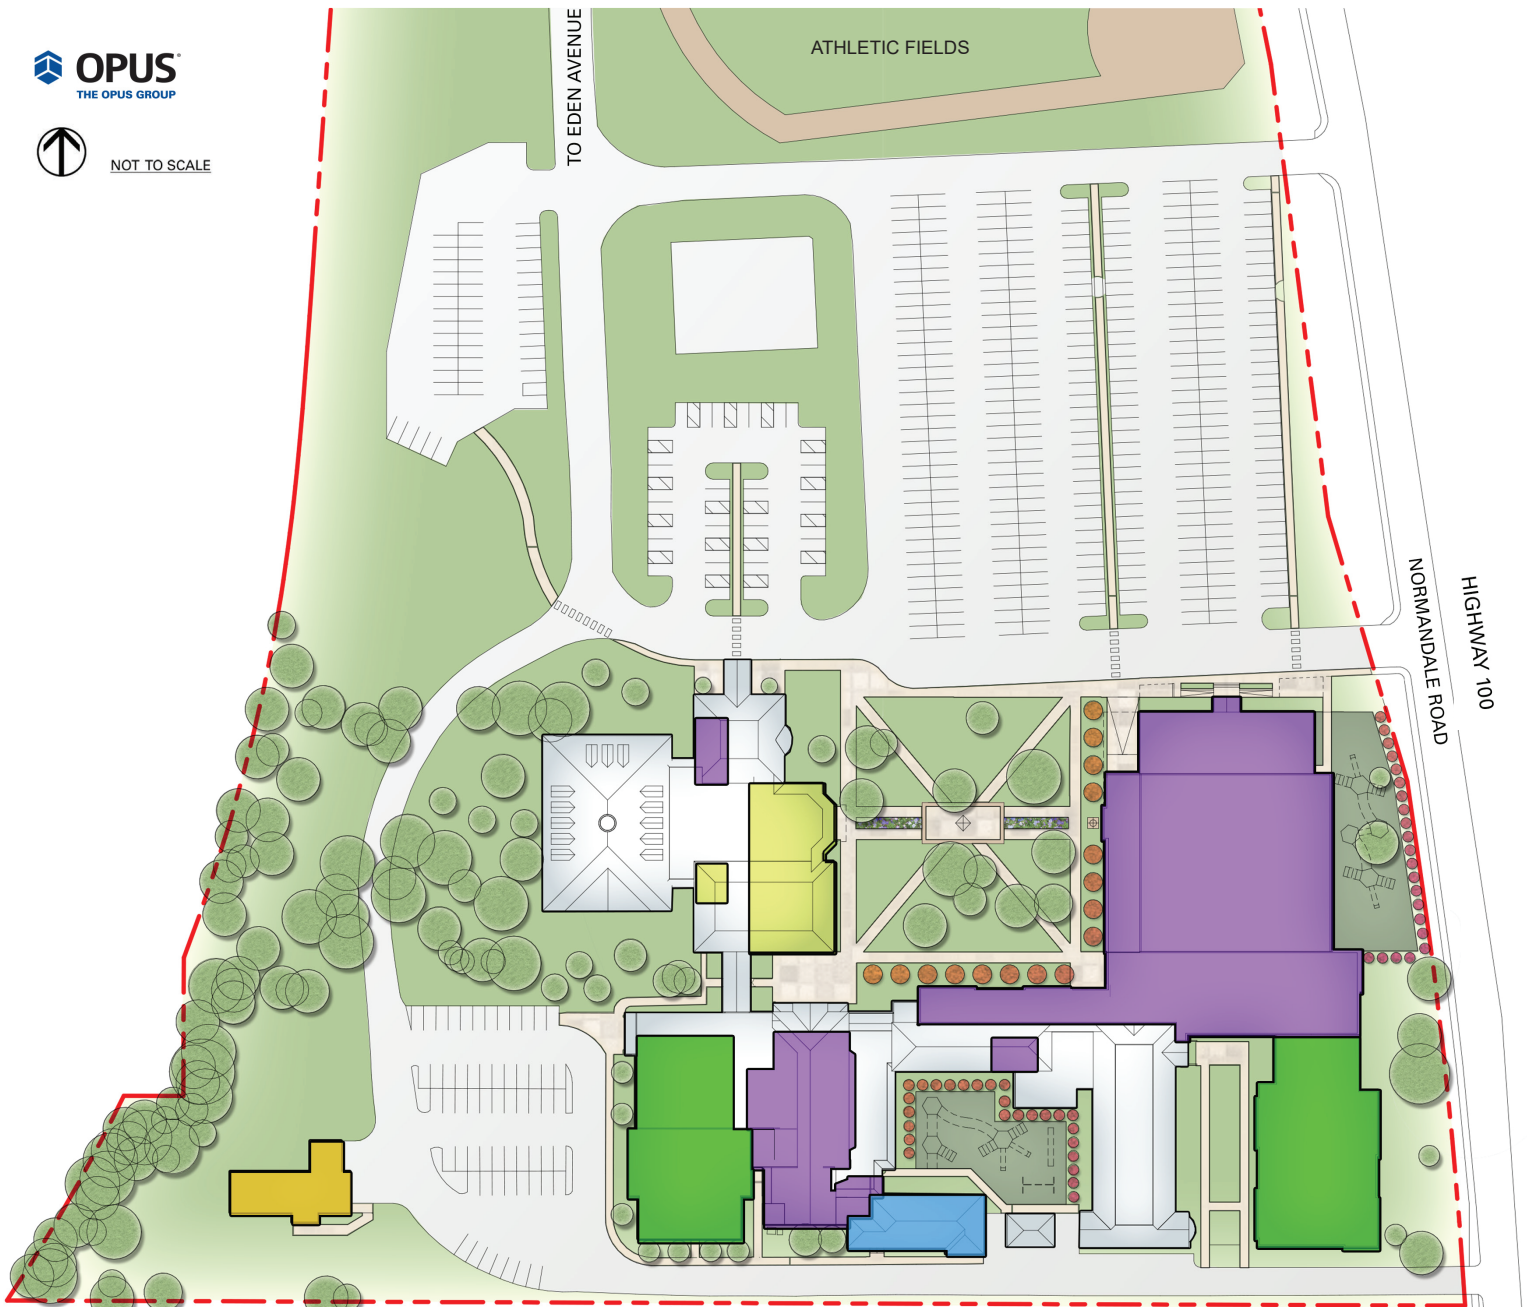 OPUS
THE OPUS GROUP
NOT TO SCALE
TO EDEN AVENUE
ATHLETIC FIELDS
NORMANDALE ROAD
HIGHWAY 100